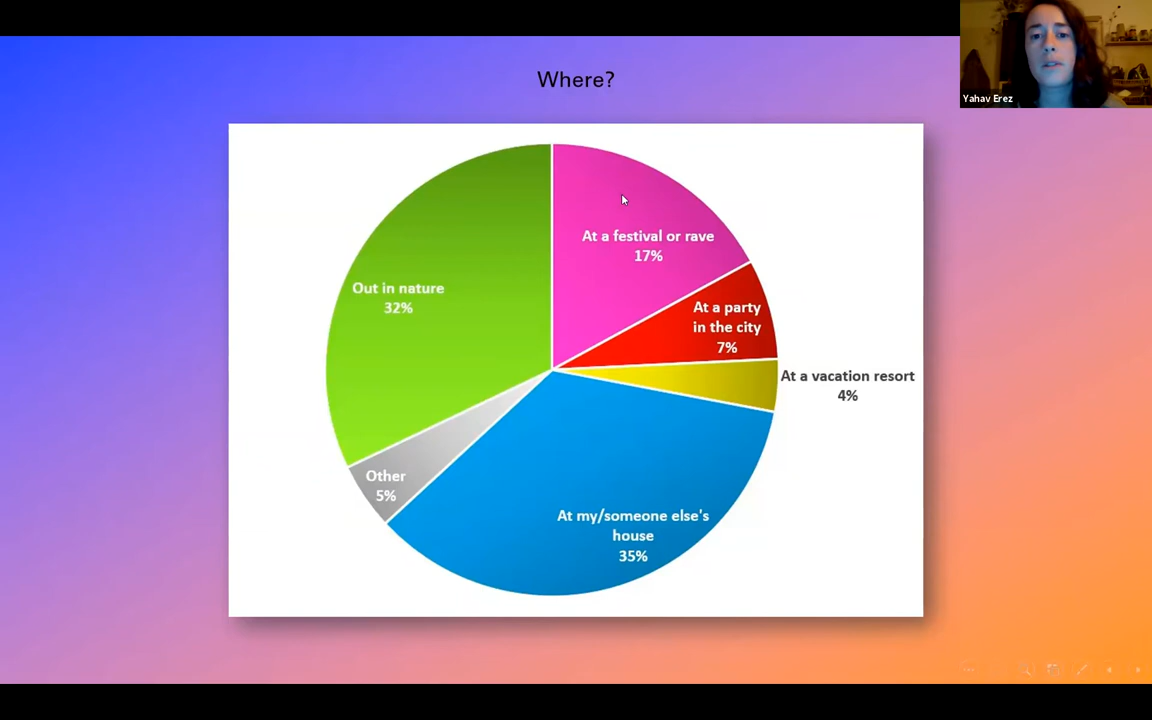 Where?
Yahav Erez
At a festival or rave
17%
At a party
in the city
7%
At a vacation resort
4%
At my/someone else's
house
35%
Other
5%
Out in nature
32%